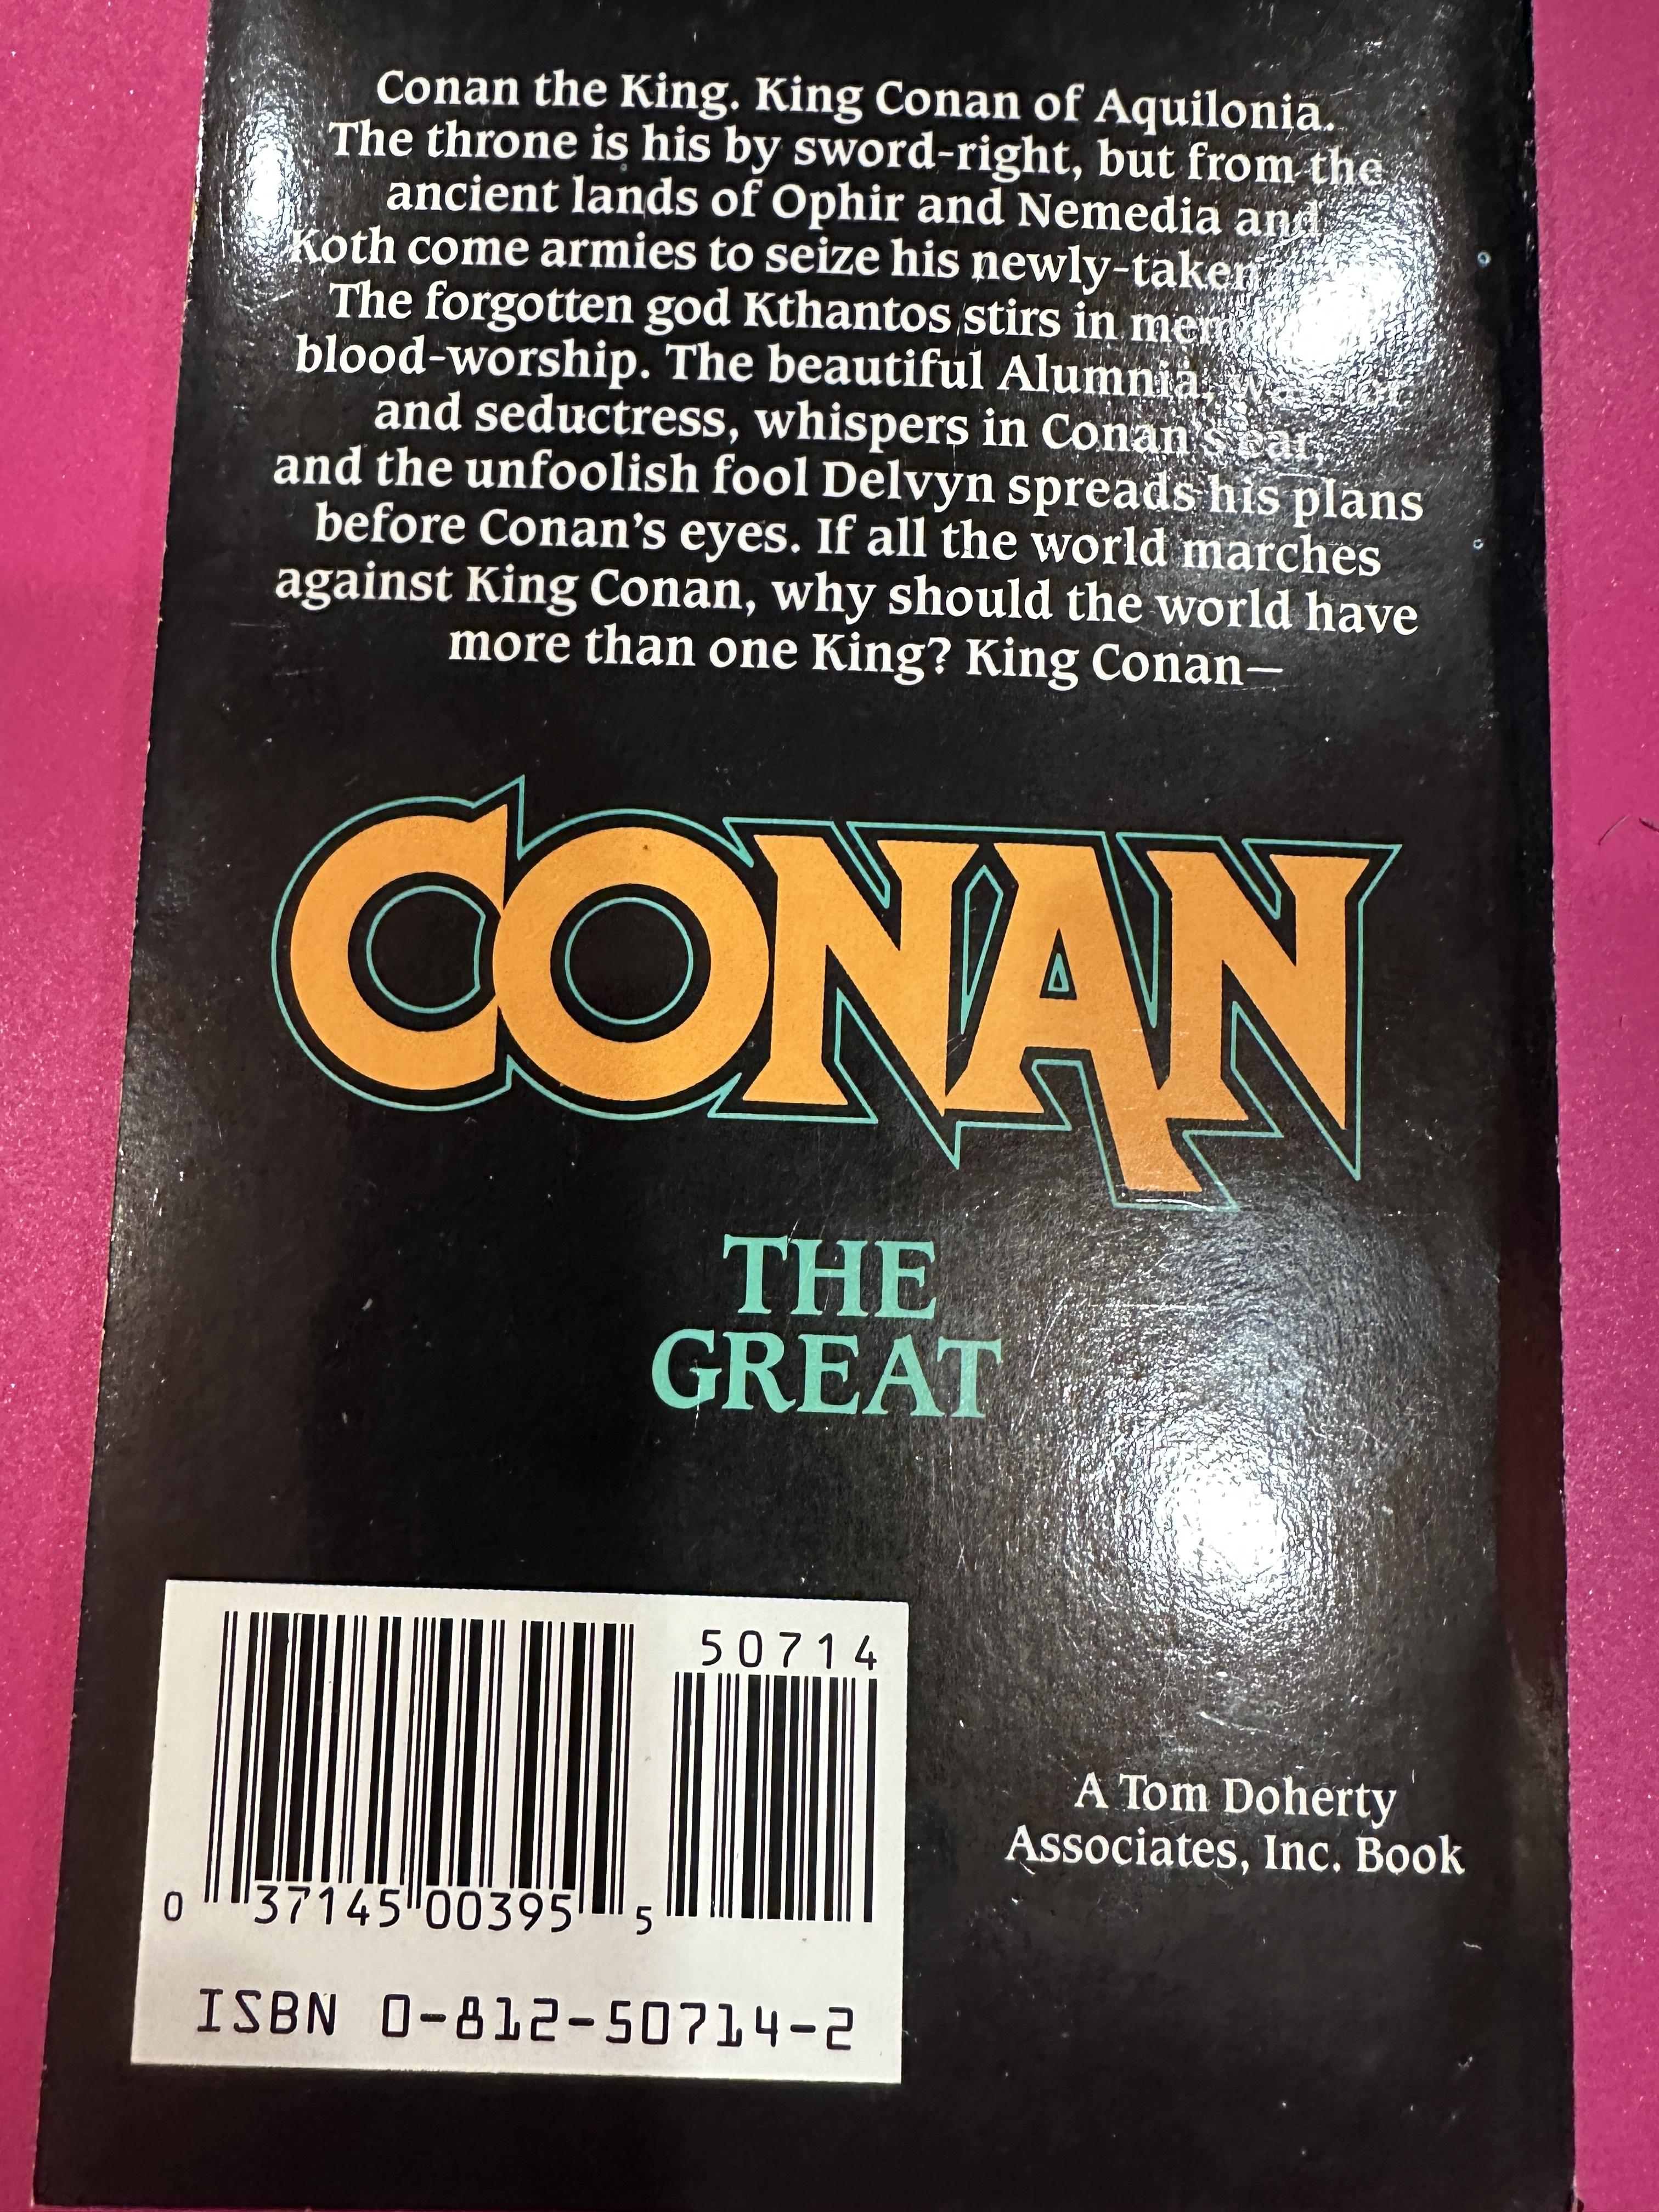 Conan the King. King Conan of Aquilonia.
The throne is his by sword-right, but from the
ancient lands of Ophir and Nemedia and
Koth come armies to seize his newly-taken
The forgotten god Kthantos stirs in
blood-worship. The beautiful Alumnia,
and seductress, whispers in Conan's ear,
and the unfoolish fool Delvyn spreads his plans
before Conan's eyes. If all the world marches
against King Conan, why should the world have
more than one King? King Conan—
CONAN
THE
GREAT
50714
0 37145 00395 5
ISBN 0-812-50714-2
A Tom Doherty
Associates, Inc. Book